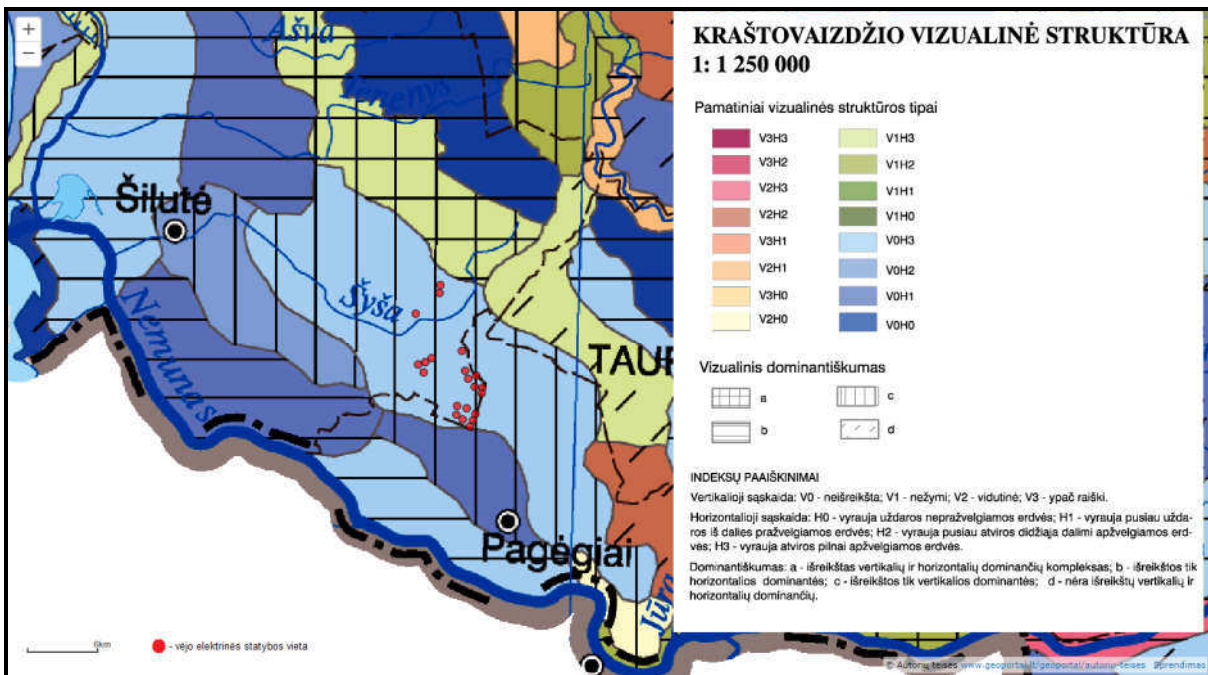 +
−
Ašva
Tenenys
Šilutė
Šyša
Nemunas
TAUR
Pagėgiai
Jūra
6km
- vėjo elektrinės statybos vieta
KRAŠTOVAIZDŽIO VIZUALINĖ STRUKTŪRA
1: 1 250 000
Pamatiniai vizualinės struktūros tipai
V3H3
V3H2
V2H3
V2H2
V3H1
V2H1
V3H0
V2H0
V1H3
V1H2
V1H1
V1H0
V0H3
V0H2
V0H1
V0H0
Vizualinis dominantiškumas
a
b
c
d
INDEKSŲ PAAIŠKINIMAI
Vertikalioji sąskaida: V0 - neišreikšta; V1 - nežymi; V2 - vidutinė; V3 - ypač raiški.
Horizontalioji sąskaida: H0 - vyrauja uždaros nepražvelgiamos erdvės; H1 - vyrauja pusiau užda-
ros iš dalies pražvelgiamos erdvės; H2 - vyrauja pusiau atviros didžiąja dalimi apžvelgiamos erd-
vės; H3 - vyrauja atviros pilnai apžvelgiamos erdvės.
Dominantiškumas: a - išreikštas vertikalių ir horizontalių dominančių kompleksas; b - išreikštos tik
horizontalios dominantės; c - išreikštos tik vertikalios dominantės; d - nėra išreikštų vertikalių ir
horizontalių dominančių.
© Autorių teisės www.geoportal.lt/geoportal/autoriu-teises Sprendimas